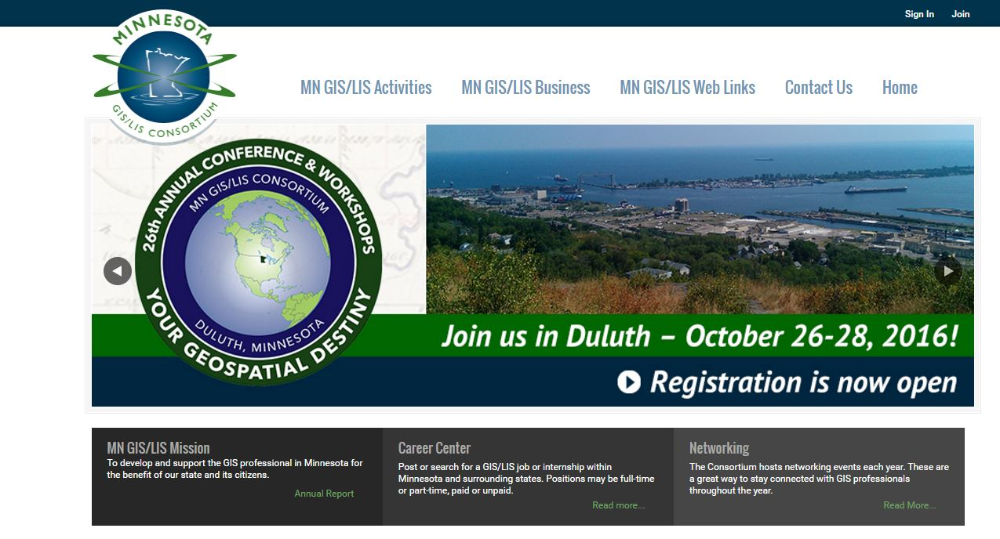 Sign In Join
MINNESOTA
GIS/LIS CONSORTIUM
MN GIS/LIS Activities MN GIS/LIS Business MN GIS/LIS Web Links Contact Us Home
26th ANNUAL CONFERENCE & WORKSHOPS
MN GIS/LIS CONSORTIUM
DULUTH, MINNESOTA
YOUR GEOSPATIAL DESTINY
Join us in Duluth – October 26-28, 2016!
Registration is now open
MN GIS/LIS Mission
To develop and support the GIS professional in Minnesota for
the benefit of our state and its citizens.
Annual Report
Career Center
Post or search for a GIS/LIS job or internship within
Minnesota and surrounding states. Positions may be full-time
or part-time, paid or unpaid.
Read more...
Networking
The Consortium hosts networking events each year. These are
a great way to stay connected with GIS professionals
throughout the year.
Read More...